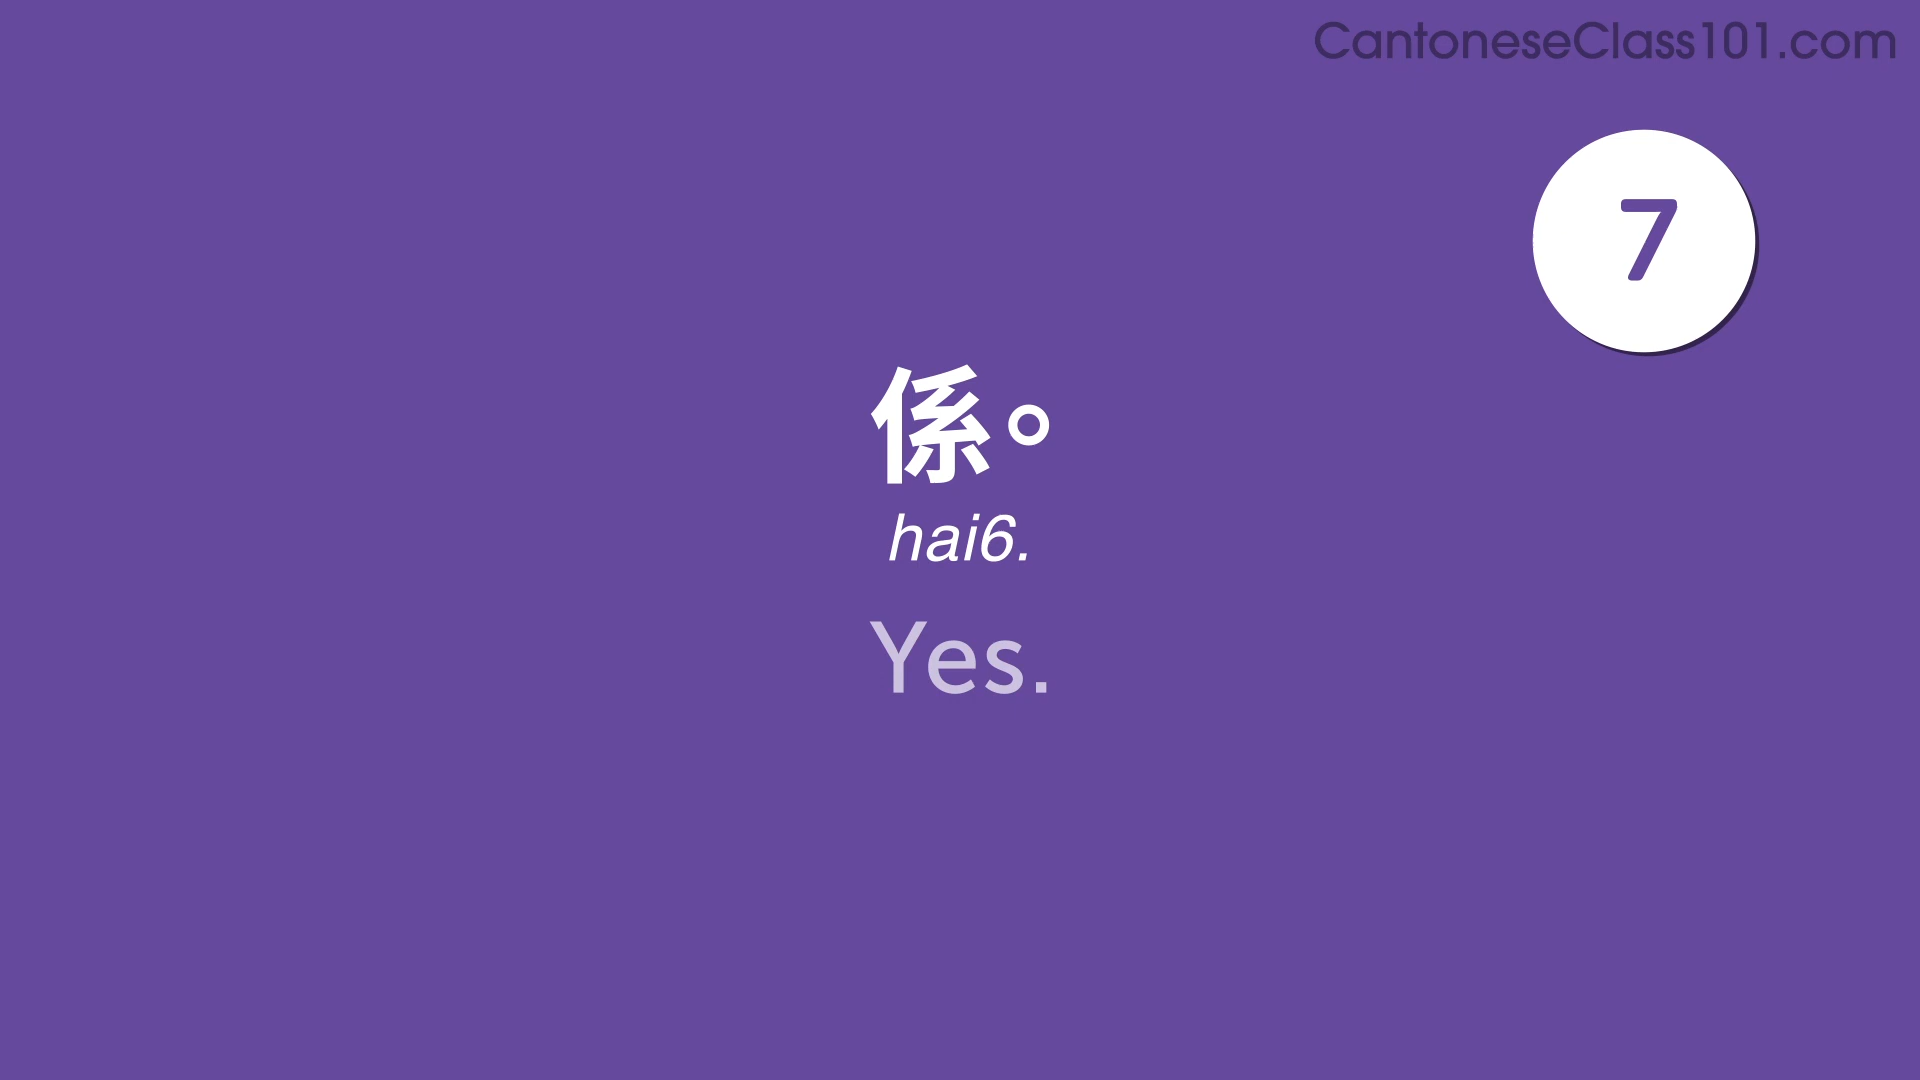 CantoneseClass101.com
7
係。
hai6.
Yes.